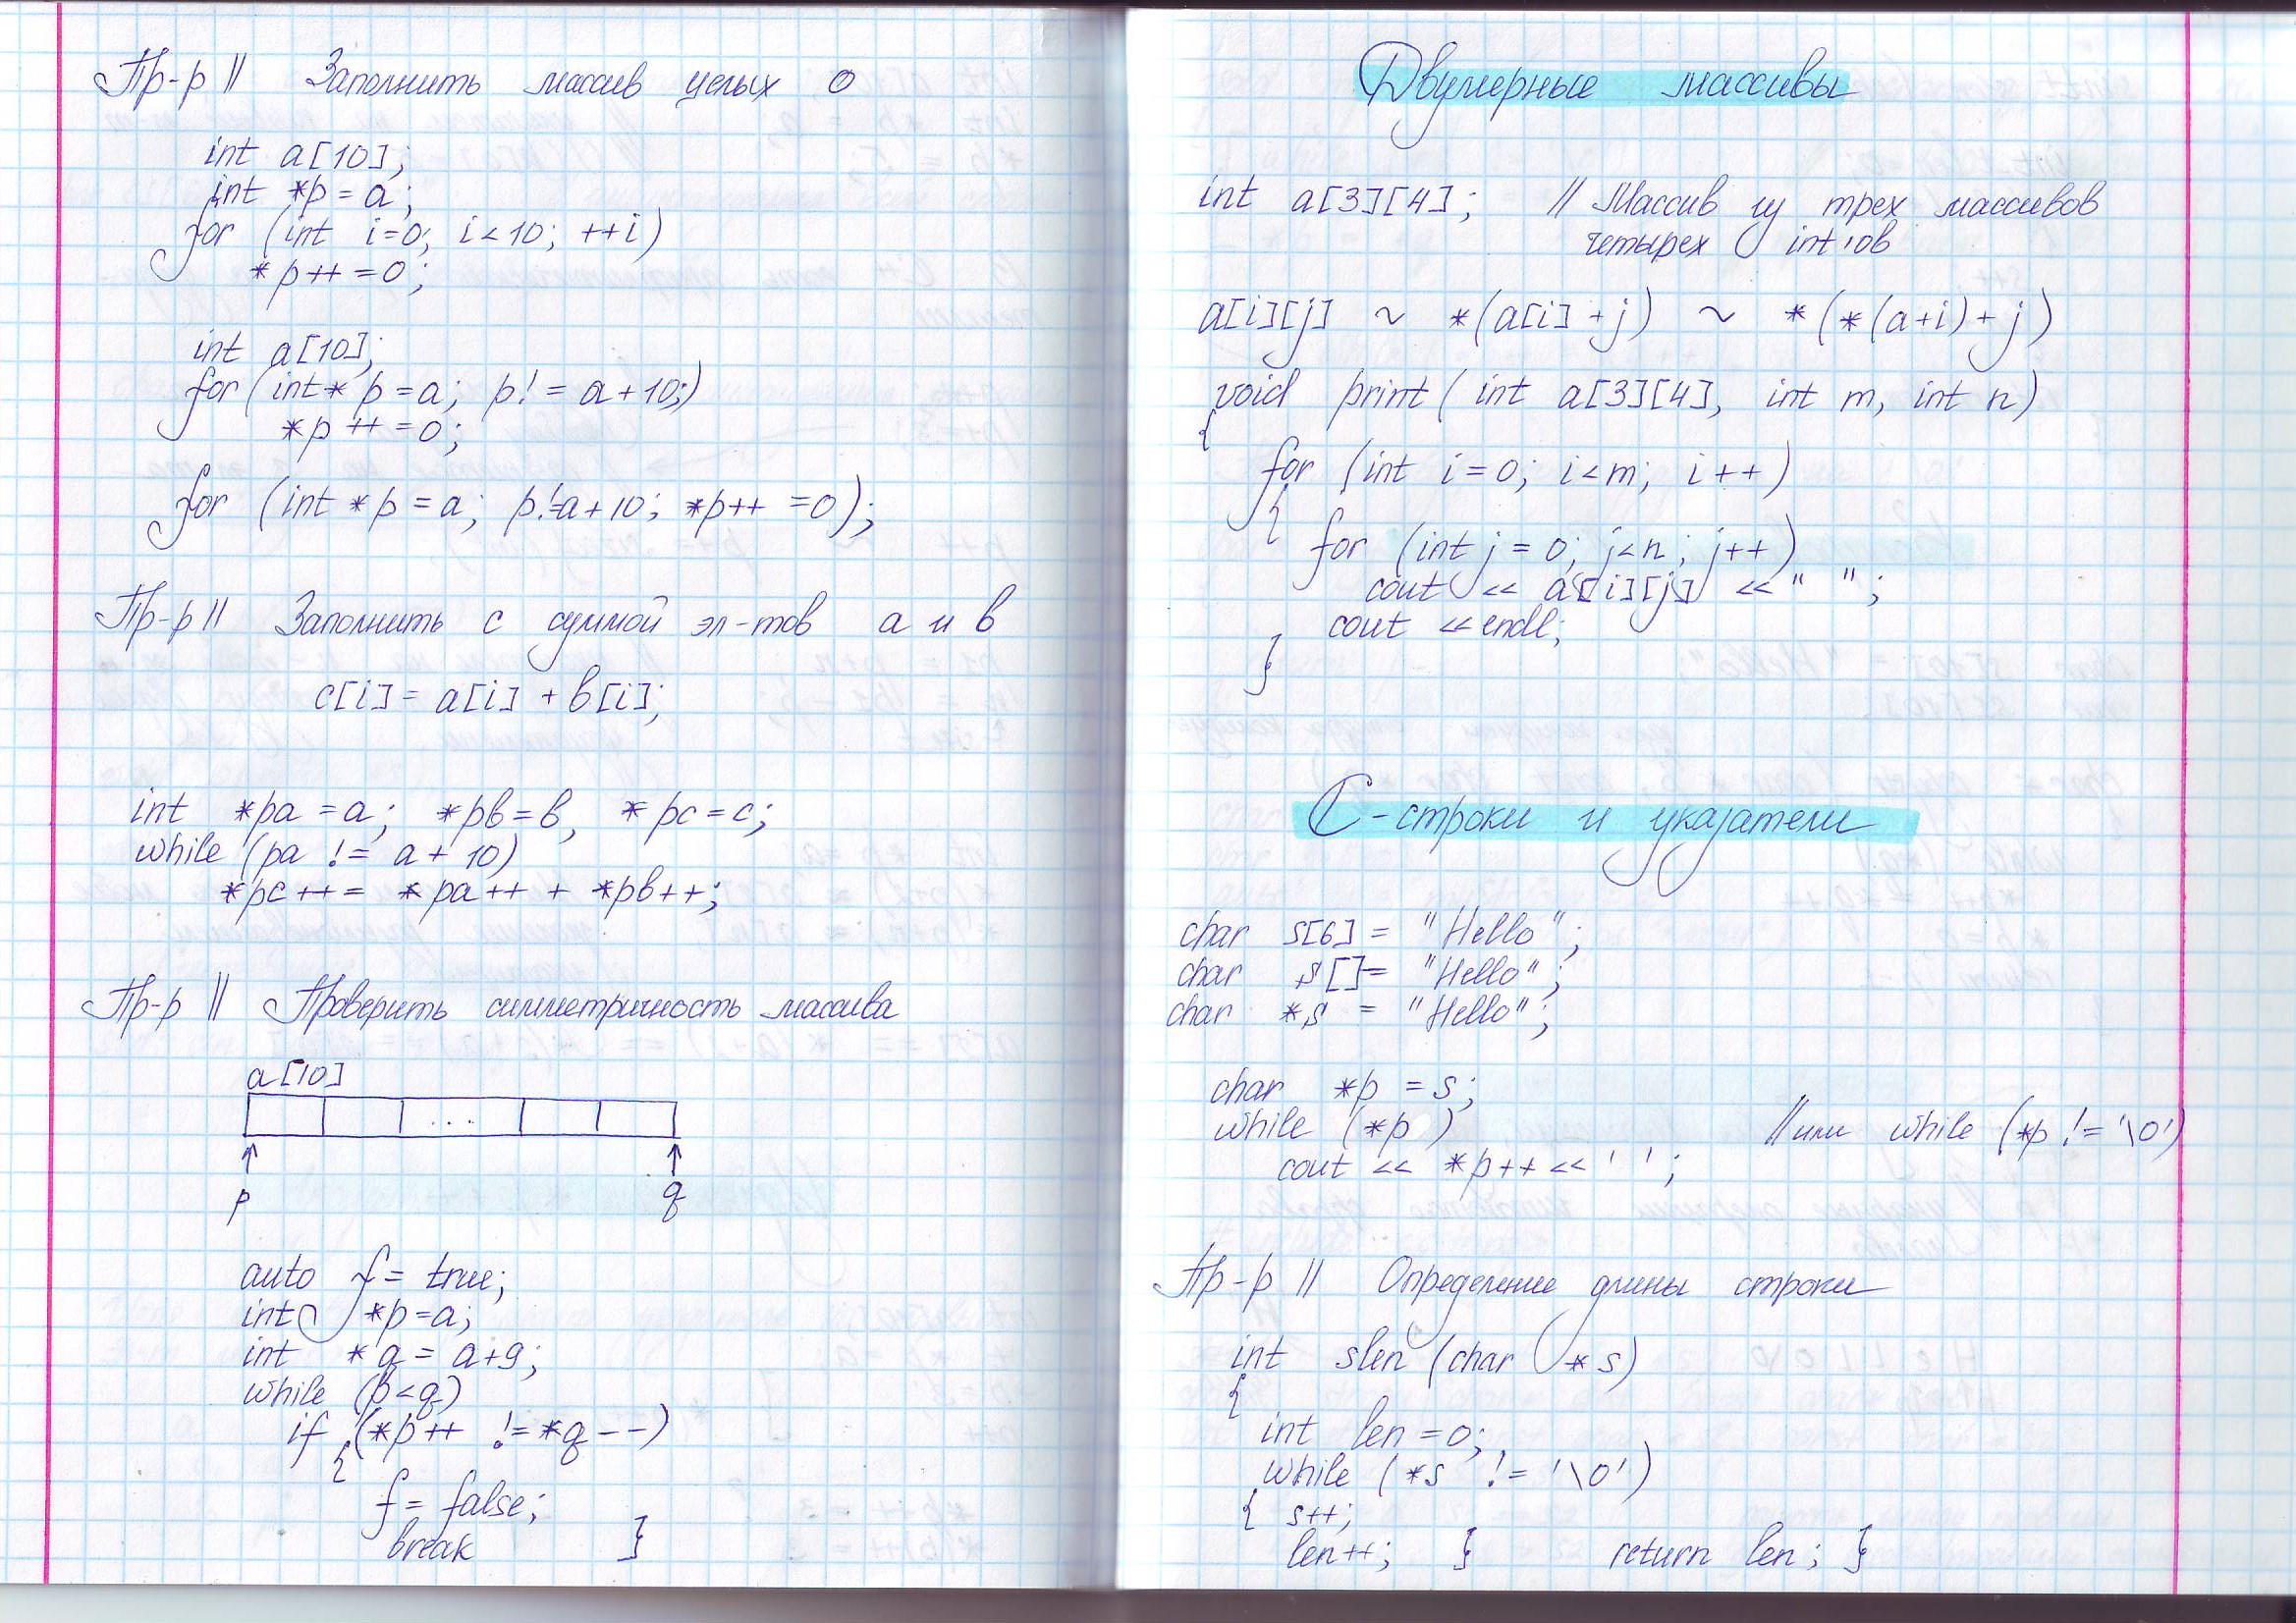 Пр-р || Заполнить массив целых 0
int a[10];
int *p = a;
for (int i=0; i<10; ++i)
*p++ = 0;
int a[10];
for (int* p = a; p != a+10;)
*p++ = 0;
for (int *p = a; p!=a+10; *p++ = 0);
Пр-р || Заполнить c суммой эл-тов a и b
c[i] = a[i] + b[i];
int *pa = a; *pb = b, *pc = c;
while (pa != a + 10)
*pc++ = *pa++ + *pb++;
Пр-р || Проверить симметричность массива
a[10]
...
p q
auto f = true;
int *p = a;
int *q = a+9;
while (p<q)
if (*p++ != *q--)
{
f = false;
break }
Двумерные массивы
int a[3][4]; // Массив из трех массивов
четырех int'ов
a[i][j] ~ *(a[i] + j) ~ *(*(a+i) + j)
void print( int a[3][4], int m, int n)
{
for (int i = 0; i<m; i++)
{
for (int j = 0; j<n; j++)
cout << a[i][j] << " ";
cout << endl;
}
C-строки и указатели
char s[6] = "Hello";
char s[]= "Hello";
char *s = "Hello";
char *p = s;
while (*p) // или while (*p != '\0')
cout << *p++ << ' ';
Пр-р || Определение длины строки
int slen (char *s)
{
int len = 0;
while (*s != '\0')
{ s++;
len++; } return len; }